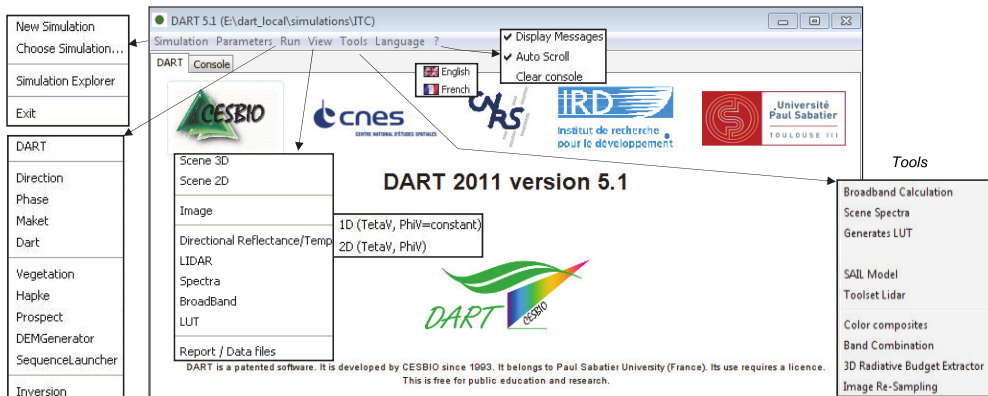 New Simulation
Choose Simulation...
Simulation Explorer
Exit
DART 5.1 (E:\dart_local\simulations\ITC)
Simulation Parameters Run View Tools Language ?
DART Console
Display Messages
Auto Scroll
Clear console
English
French
CESBIO
cnes
CENTRE NATIONAL D'ÉTUDES SPATIALES
CNRS
IRD
Institut de recherche
pour le développement
Université
Paul Sabatier
TOULOUSE III
DART
Direction
Phase
Maket
Dart
Vegetation
Hapke
Prospect
DEMGenerator
SequenceLauncher
Inversion
Scene 3D
Scene 2D
Image
Directional Reflectance/Temp
LIDAR
Spectra
BroadBand
LUT
Report / Data files
1D (TetaV, PhiV=constant)
2D (TetaV, PhiV)
DART 2011 version 5.1
DART CESBIO
Tools
Broadband Calculation
Scene Spectra
Generates LUT
SAIL Model
Toolset Lidar
Color composites
Band Combination
3D Radiative Budget Extractor
Image Re-Sampling
DART is a patented software. It is developed by CESBIO since 1993. It belongs to Paul Sabatier University (France). Its use requires a licence.
This is free for public education and research.